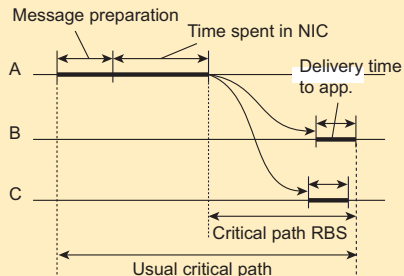 Message preparation
Time spent in NIC
A
Delivery time
to app.
B
C
Critical path RBS
Usual critical path